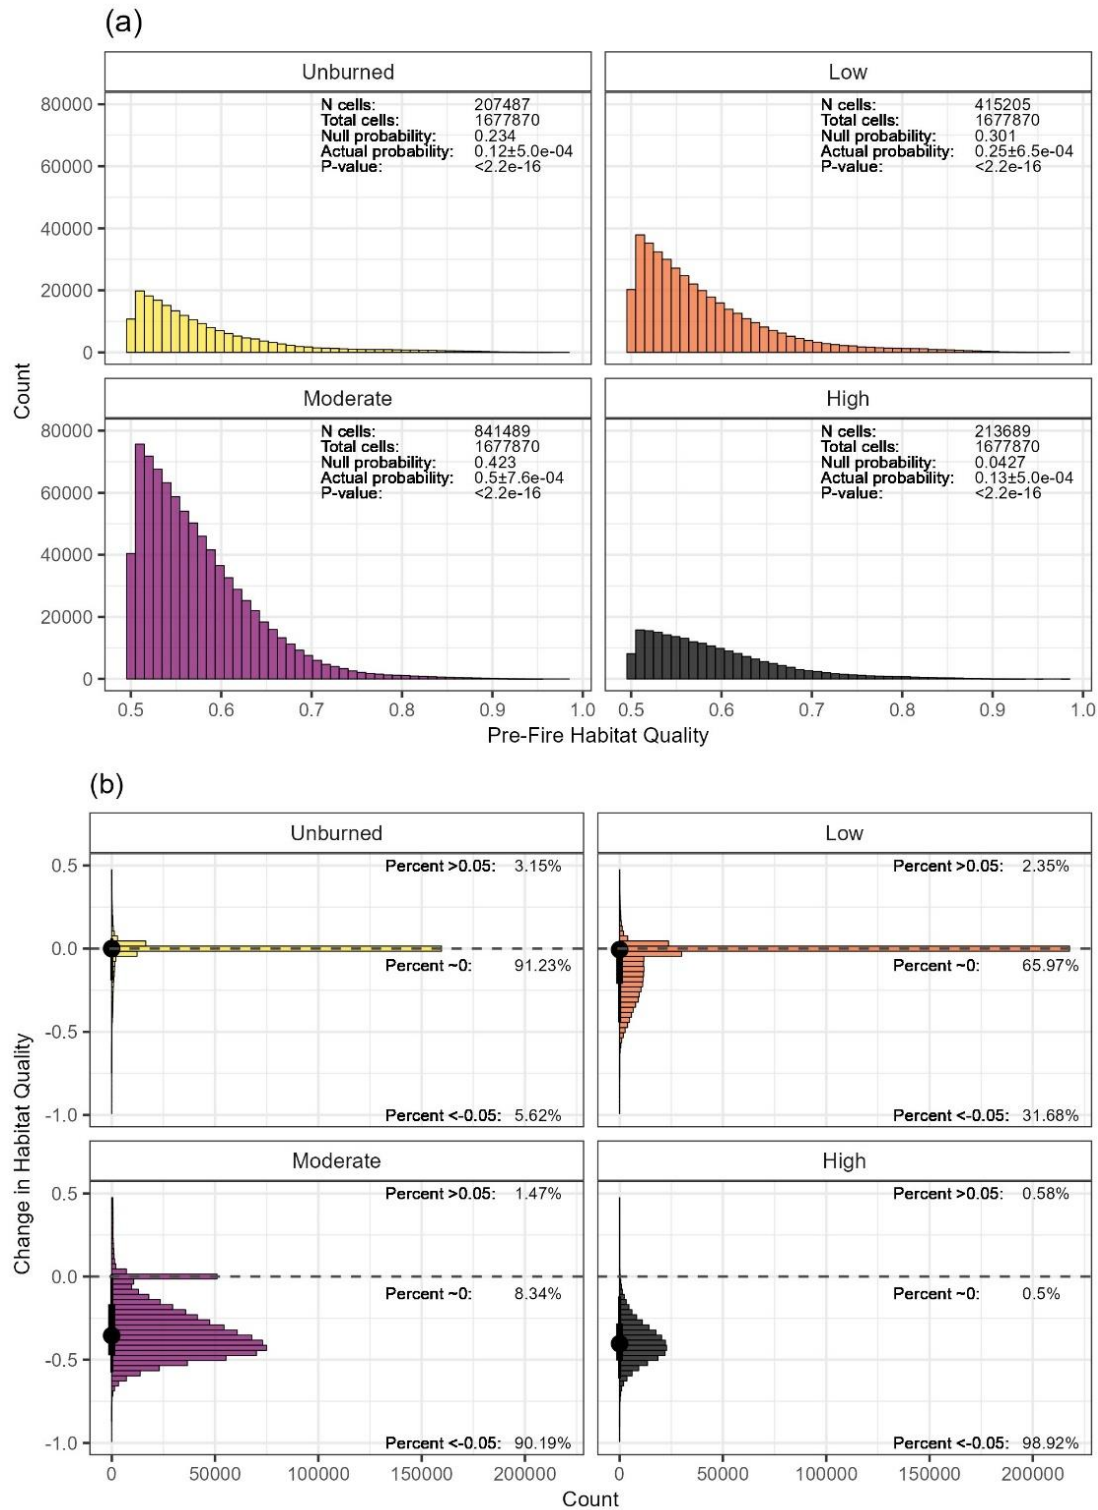 (a)
Unburned
Low
N cells: 207487
Total cells: 1677870
Null probability: 0.234
Actual probability: 0.12±5.0e-04
P-value: <2.2e-16
N cells: 415205
Total cells: 1677870
Null probability: 0.301
Actual probability: 0.25±6.5e-04
P-value: <2.2e-16
80000
60000
40000
20000
0
Count
Moderate
High
N cells: 841489
Total cells: 1677870
Null probability: 0.423
Actual probability: 0.5±7.6e-04
P-value: <2.2e-16
N cells: 213689
Total cells: 1677870
Null probability: 0.0427
Actual probability: 0.13±5.0e-04
P-value: <2.2e-16
80000
60000
40000
20000
0
0.5 0.6 0.7 0.8 0.9 1.0
0.5 0.6 0.7 0.8 0.9 1.0
Pre-Fire Habitat Quality
(b)
Unburned
Low
0.5
0.0
-0.5
-1.0
Percent >0.05: 3.15%
Percent ~0: 91.23%
Percent <-0.05: 5.62%
Percent >0.05: 2.35%
Percent ~0: 65.97%
Percent <-0.05: 31.68%
Change in Habitat Quality
Moderate
High
0.5
0.0
-0.5
-1.0
Percent >0.05: 1.47%
Percent ~0: 8.34%
Percent <-0.05: 90.19%
Percent >0.05: 0.58%
Percent ~0: 0.5%
Percent <-0.05: 98.92%
0 50000 100000 150000 200000
0 50000 100000 150000 200000
Count